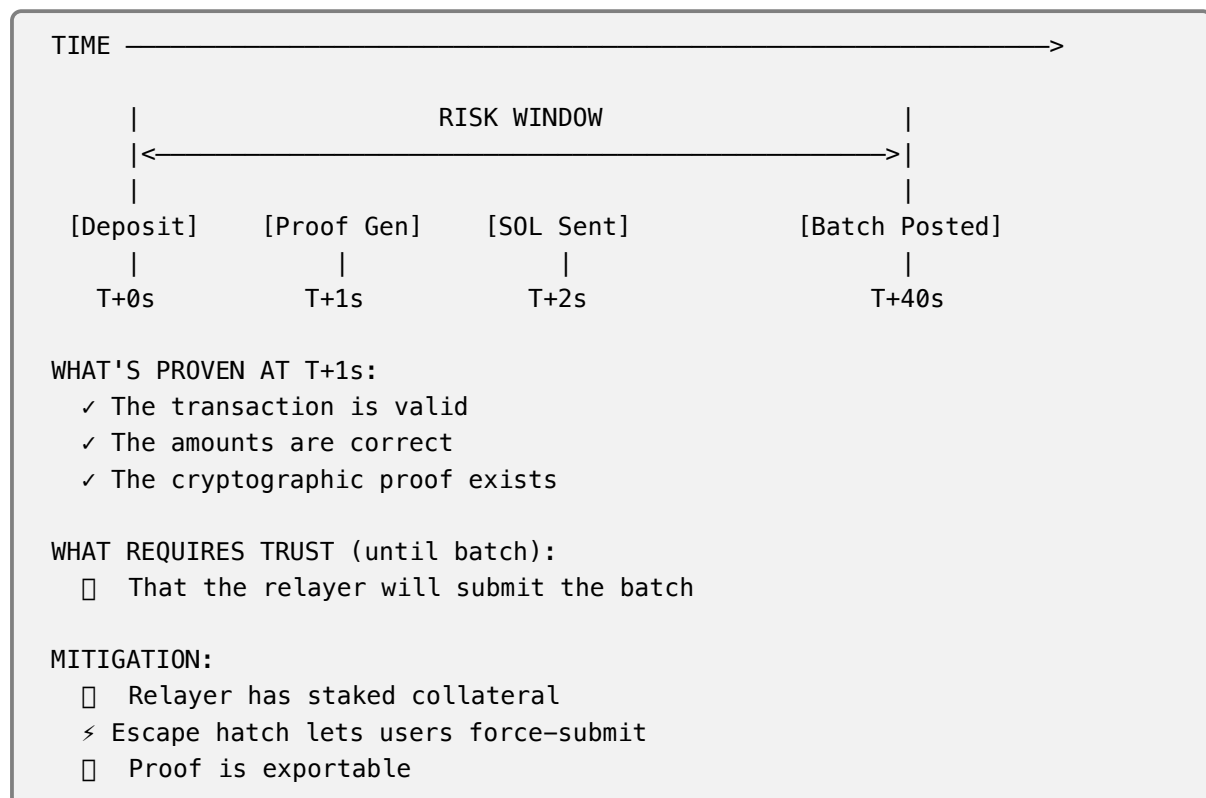 TIME ─────────────────────────────────────────────────────────────>
| RISK WINDOW |
|<────────────────────────────────────────────────>|
| |
[Deposit] [Proof Gen] [SOL Sent] [Batch Posted]
| | | |
T+0s T+1s T+2s T+40s
WHAT'S PROVEN AT T+1s:
✓ The transaction is valid
✓ The amounts are correct
✓ The cryptographic proof exists
WHAT REQUIRES TRUST (until batch):
▯ That the relayer will submit the batch
MITIGATION:
▯ Relayer has staked collateral
⚡ Escape hatch lets users force–submit
▯ Proof is exportable